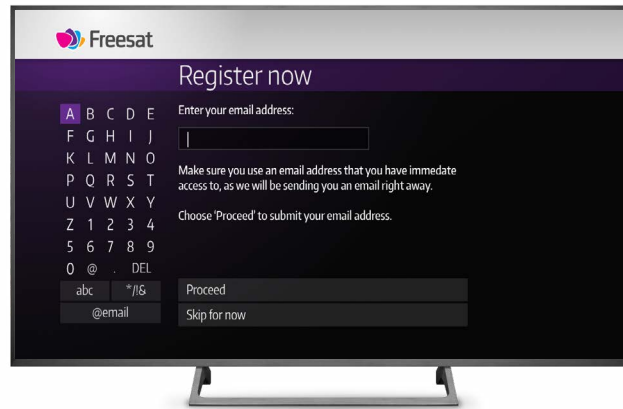 Freesat
Register now
A B C D E
F G H I J
K L M N O
P Q R S T
U V W X Y
Z 1 2 3 4
5 6 7 8 9
0 @ . DEL
abc */!&
@email
Enter your email address:
Make sure you use an email address that you have immedate
access to, as we will be sending you an email right away.
Choose 'Proceed' to submit your email address.
Proceed
Skip for now